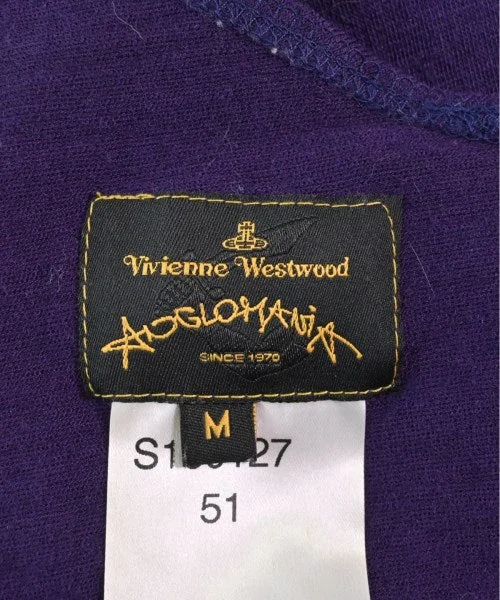 Vivienne Westwood
ANGLOMANIA
SINCE 1970
M
51